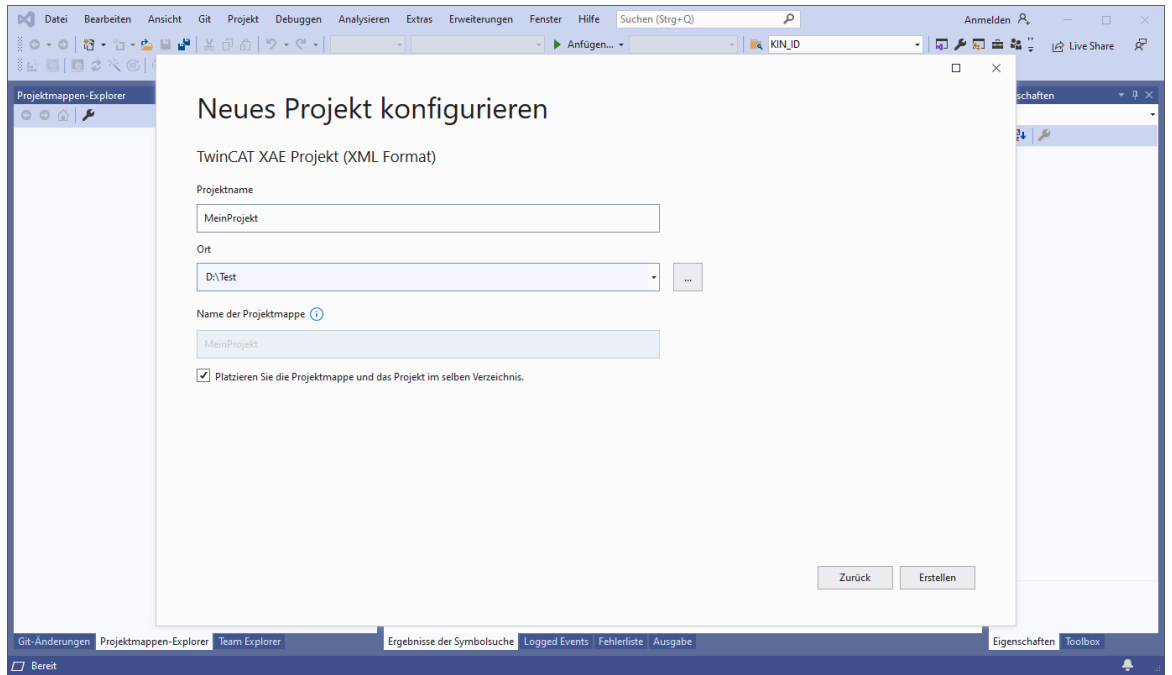 Datei Bearbeiten Ansicht Git Projekt Debuggen Analysieren Extras Erweiterungen Fenster Hilfe Suchen (Strg+Q) Anmelden
Anfügen... KIN_ID Live Share
Projektmappen-Explorer
schaften
Neues Projekt konfigurieren
TwinCAT XAE Projekt (XML Format)
Projektname
MeinProjekt
Ort
D:\Test
...
Name der Projektmappe
MeinProjekt
Platzieren Sie die Projektmappe und das Projekt im selben Verzeichnis.
Zurück Erstellen
Git-Änderungen Projektmappen-Explorer Team Explorer Ergebnisse der Symbolsuche Logged Events Fehlerliste Ausgabe Eigenschaften Toolbox
Bereit